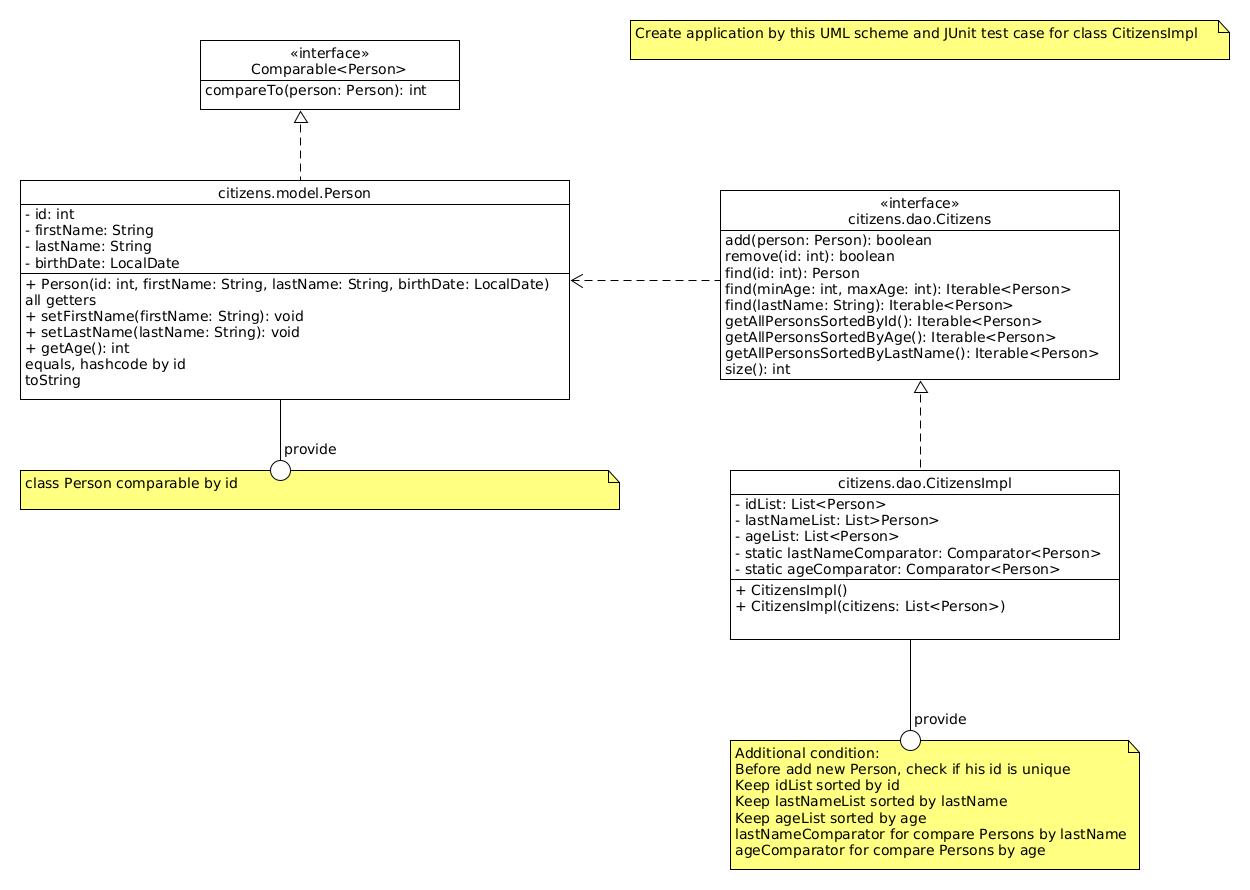 Create application by this UML scheme and JUnit test case for class CitizensImpl
«interface»
Comparable<Person>
compareTo(person: Person): int
citizens.model.Person
- id: int
- firstName: String
- lastName: String
- birthDate: LocalDate
+ Person(id: int, firstName: String, lastName: String, birthDate: LocalDate)
all getters
+ setFirstName(firstName: String): void
+ setLastName(lastName: String): void
+ getAge(): int
equals, hashcode by id
toString
provide
class Person comparable by id
«interface»
citizens.dao.Citizens
add(person: Person): boolean
remove(id: int): boolean
find(id: int): Person
find(minAge: int, maxAge: int): Iterable<Person>
find(lastName: String): Iterable<Person>
getAllPersonsSortedById(): Iterable<Person>
getAllPersonsSortedByAge(): Iterable<Person>
getAllPersonsSortedByLastName(): Iterable<Person>
size(): int
citizens.dao.CitizensImpl
- idList: List<Person>
- lastNameList: List>Person>
- ageList: List<Person>
- static lastNameComparator: Comparator<Person>
- static ageComparator: Comparator<Person>
+ CitizensImpl()
+ CitizensImpl(citizens: List<Person>)
provide
Additional condition:
Before add new Person, check if his id is unique
Keep idList sorted by id
Keep lastNameList sorted by lastName
Keep ageList sorted by age
lastNameComparator for compare Persons by lastName
ageComparator for compare Persons by age